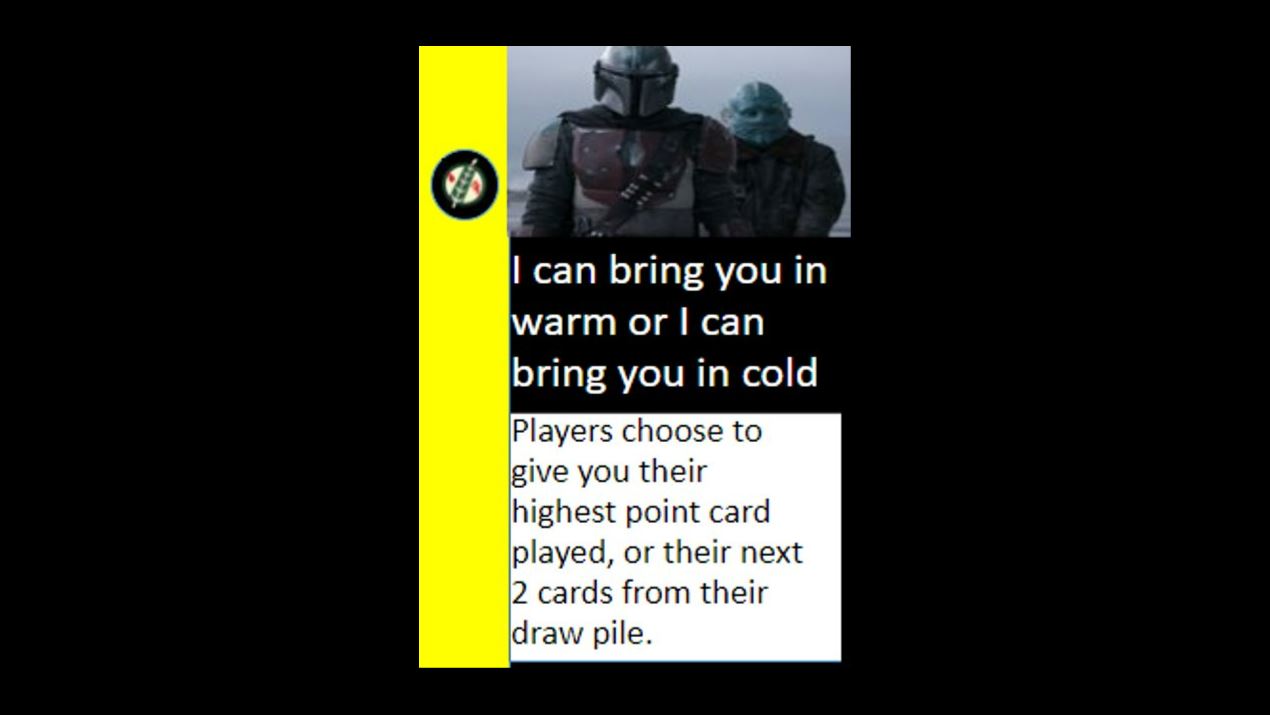 I can bring you in
warm or I can
bring you in cold
Players choose to
give you their
highest point card
played, or their next
2 cards from their
draw pile.